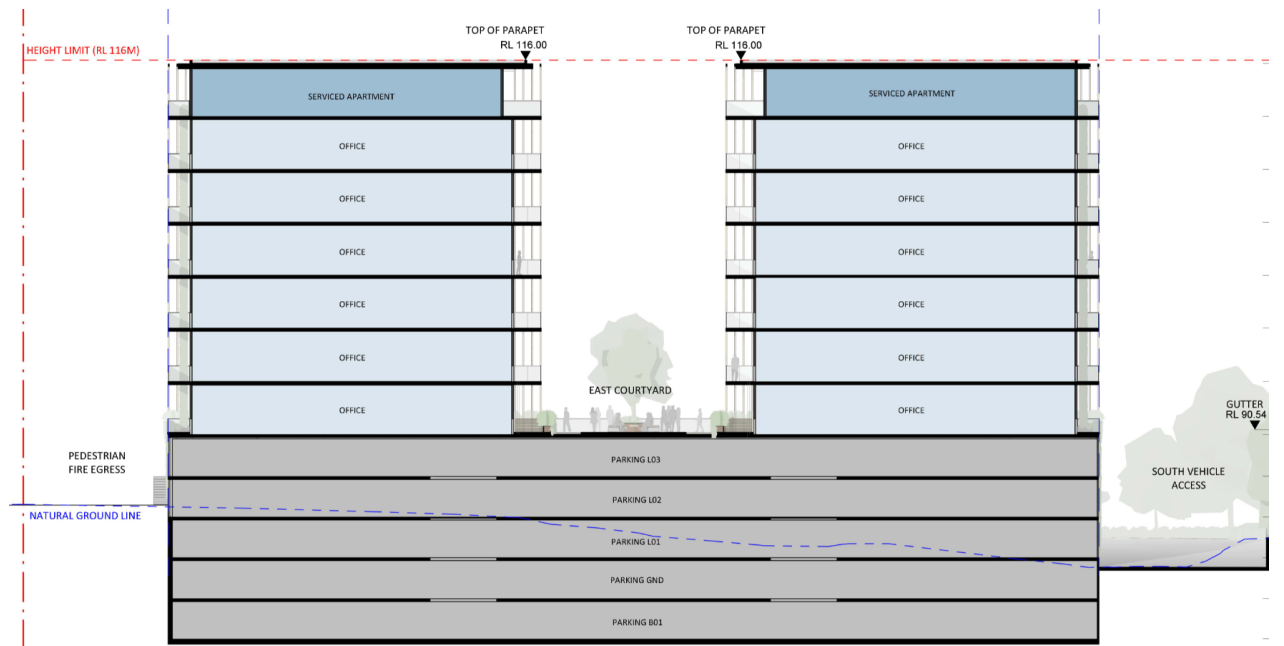 TOP OF PARAPET
RL 116.00
TOP OF PARAPET
RL 116.00
HEIGHT LIMIT (RL 116M)
SERVICED APARTMENT
SERVICED APARTMENT
OFFICE
OFFICE
OFFICE
OFFICE
OFFICE
OFFICE
OFFICE
OFFICE
OFFICE
OFFICE
EAST COURTYARD
OFFICE
OFFICE
GUTTER
RL 90.54
PEDESTRIAN
FIRE EGRESS
PARKING L03
SOUTH VEHICLE
ACCESS
PARKING L02
NATURAL GROUND LINE
PARKING L01
PARKING GND
PARKING B01